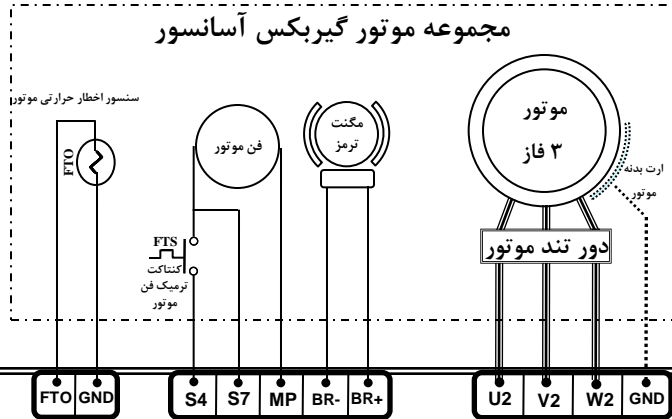 مجموعه موتور گیربکس آسانسور
سنسور اخطار حرارتی موتور
FTO
فن موتور
FTS
کنتاکت
ترمیک فن
موتور
مگنت
ترمز
موتور
۳ فاز
ارت بدنه
موتور
دور تند موتور
FTO GND
S4 S7 MP BR- BR+
U2 V2 W2 GND